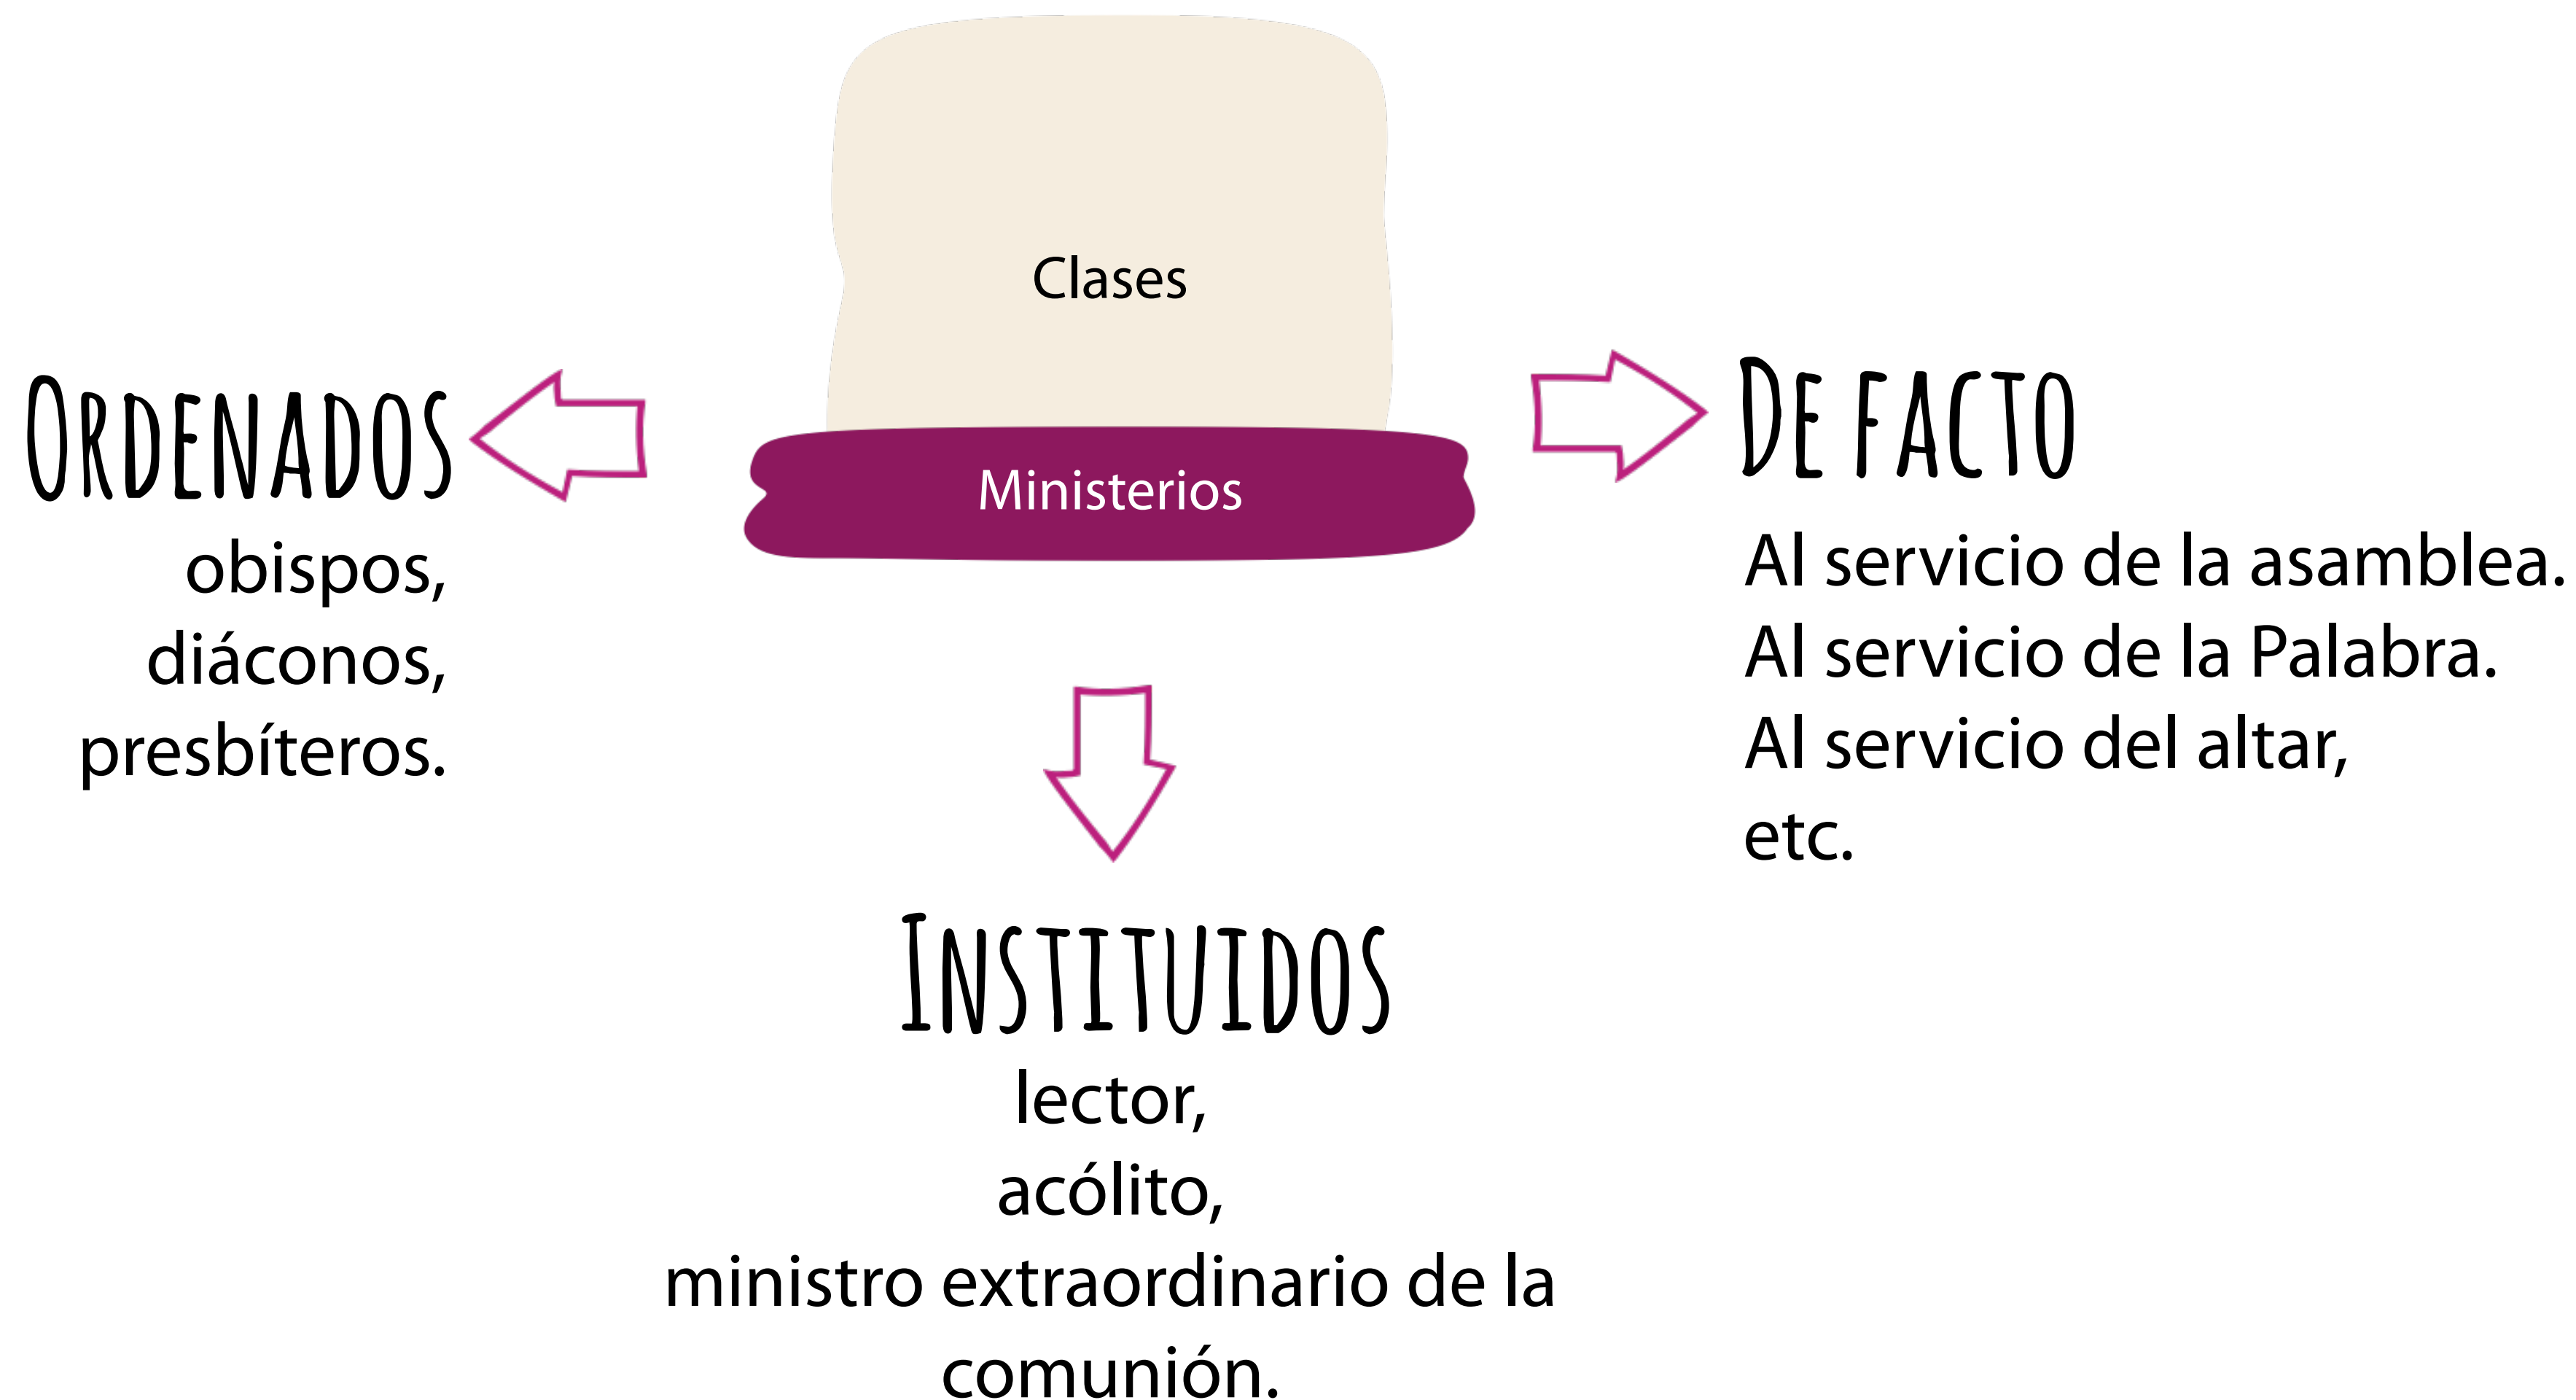 Clases
Ministerios
Ordenados
obispos,
diáconos,
presbíteros.
Instituidos
lector,
acólito,
ministro extraordinario de la
comunión.
De facto
Al servicio de la asamblea.
Al servicio de la Palabra.
Al servicio del altar,
etc.